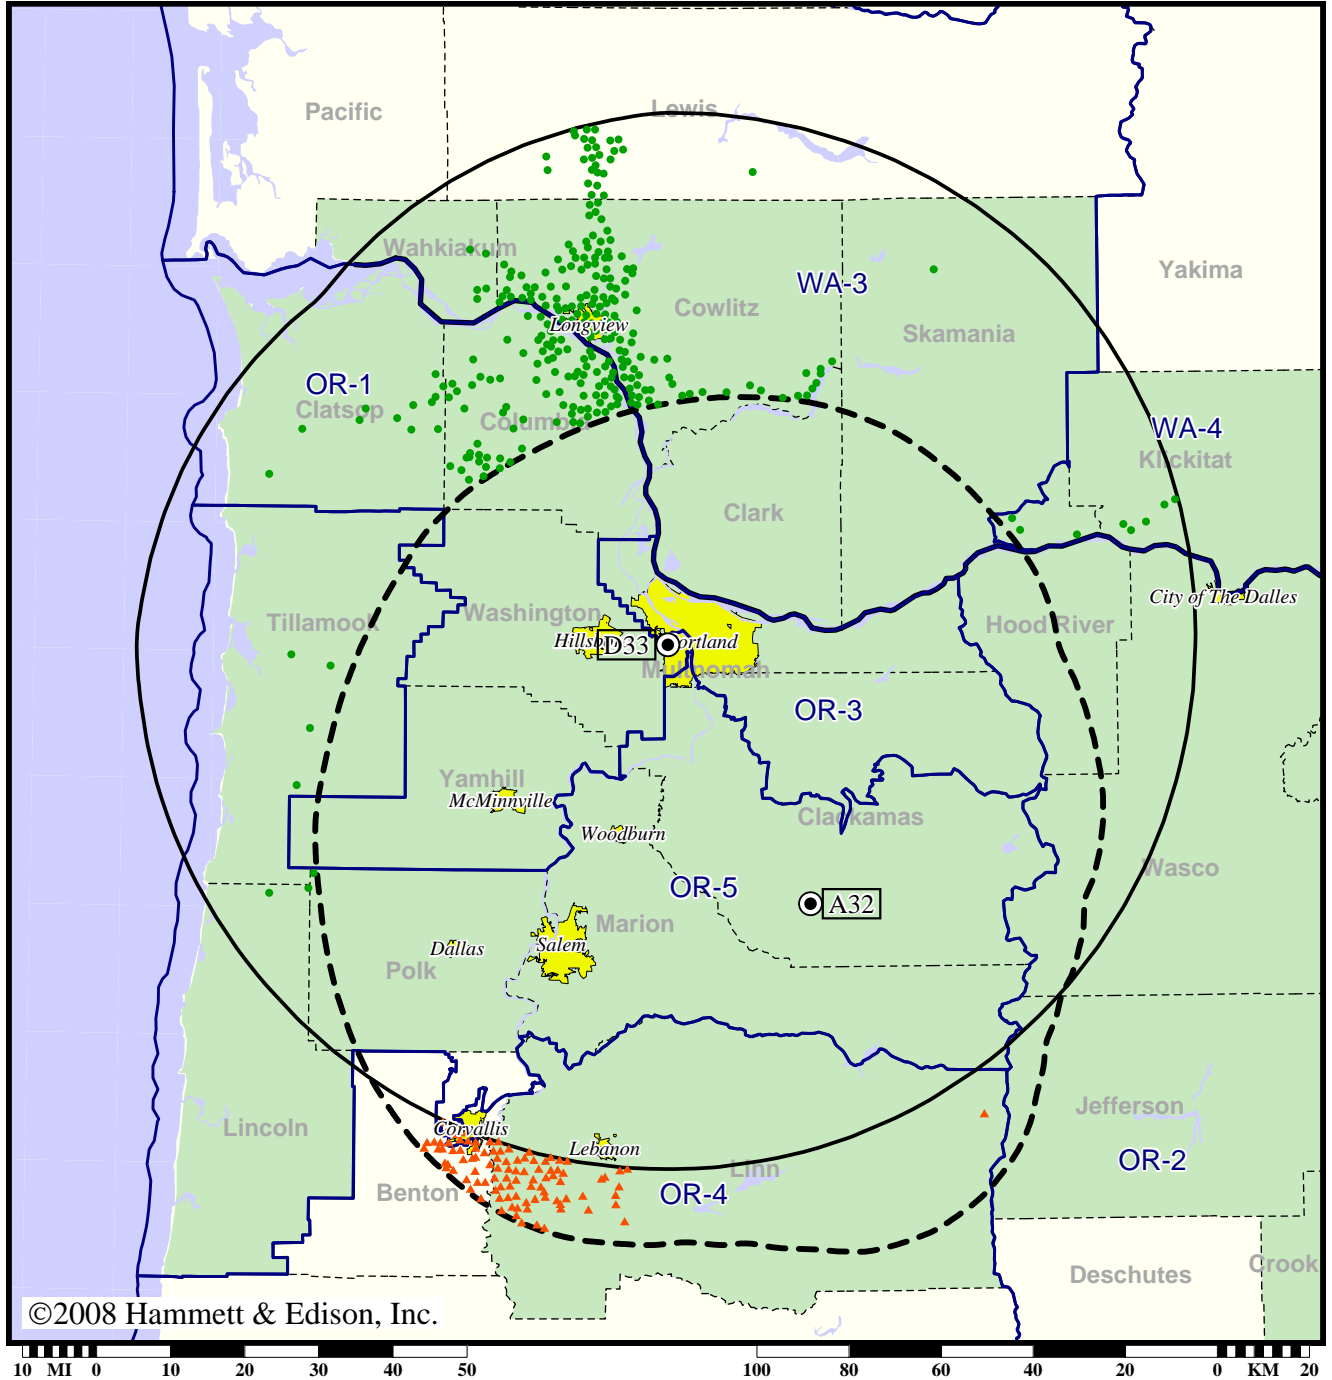 Pacific
Lewis
Wahkiakum
Yakima
WA-3
Cowlitz
Longview
Skamania
OR-1
Clatsop
Columb
WA-4
Klickitat
Clark
City of The Dalles
Washington
Tillamook
Hood River
Hillsbo
D33
ortland
Multnomah
OR-3
Yamhill
McMinnville
Clackamas
Woodburn
Wasco
OR-5
A32
Marion
Dallas
Salem
Polk
Jefferson
Lincoln
Corvallis
Lebanon
OR-2
Linn
Benton
OR-4
Crook
Deschutes
©2008 Hammett & Edison, Inc.
10 MI 0 10 20 30 40 50 100 80 60 40 20 0 KM 20